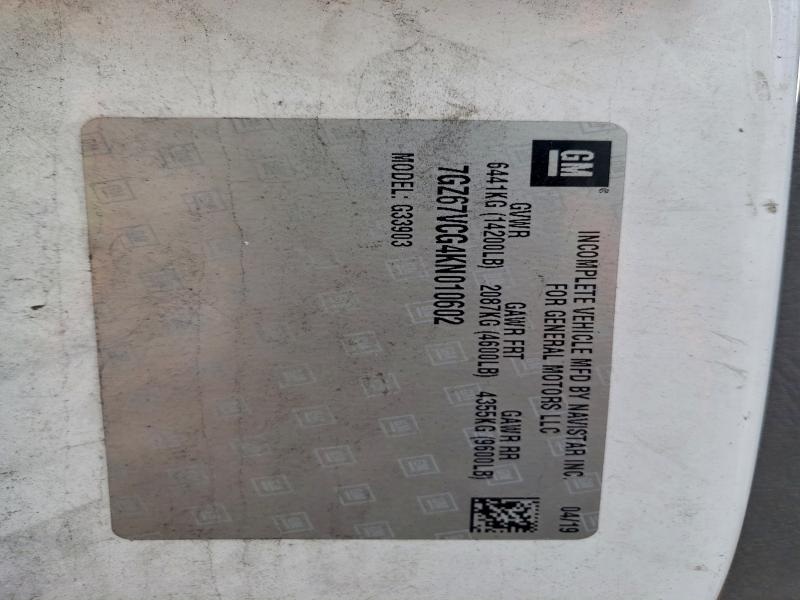 GM®
INCOMPLETE VEHICLE MFD BY NAVISTAR INC. 04/19
FOR GENERAL MOTORS LLC
GVWR GAWR FRT GAWR RR
6441KG (14200LB) 2087KG (4600LB) 4355KG (9600LB)
7GZ67VCG4KN010602
MODEL: G33903